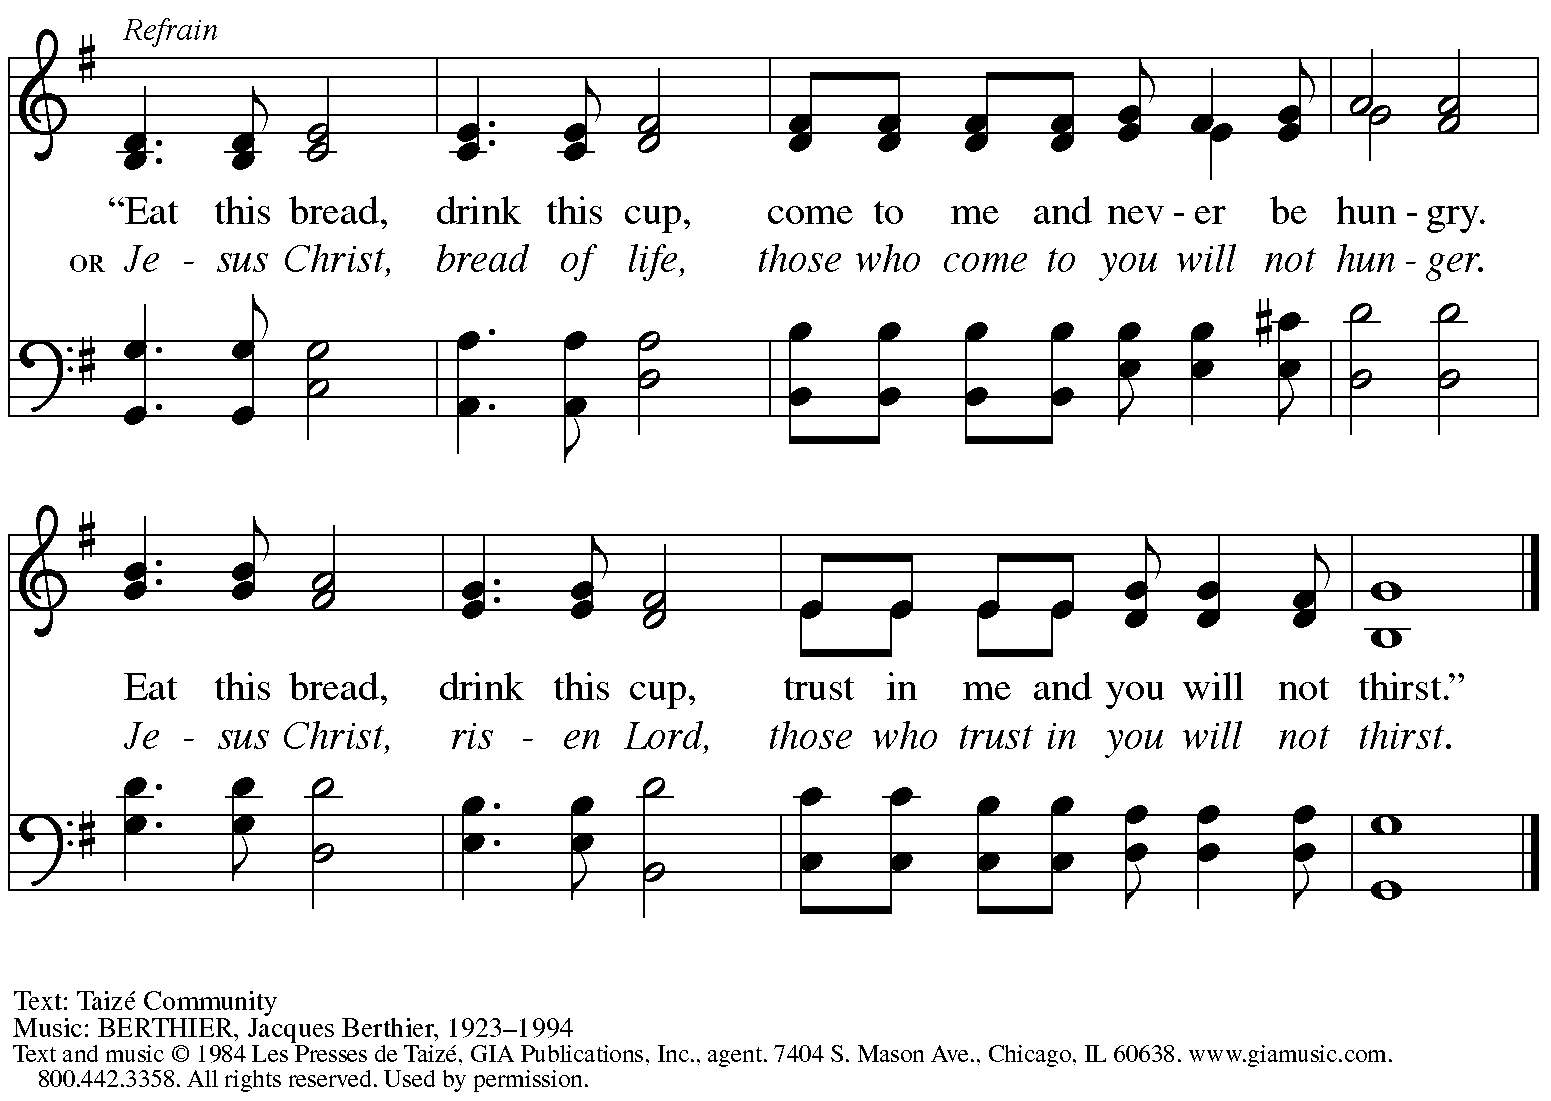 Refrain
“Eat this bread, drink this cup, come to me and nev - er be hun - gry.
OR Je - sus Christ, bread of life, those who come to you will not hun - ger.
Eat this bread, drink this cup, trust in me and you will not thirst.”
Je - sus Christ, ris - en Lord, those who trust in you will not thirst.
Text: Taizé Community
Music: BERTHIER, Jacques Berthier, 1923–1994
Text and music © 1984 Les Presses de Taizé, GIA Publications, Inc., agent. 7404 S. Mason Ave., Chicago, IL 60638. www.giamusic.com.
800.442.3358. All rights reserved. Used by permission.